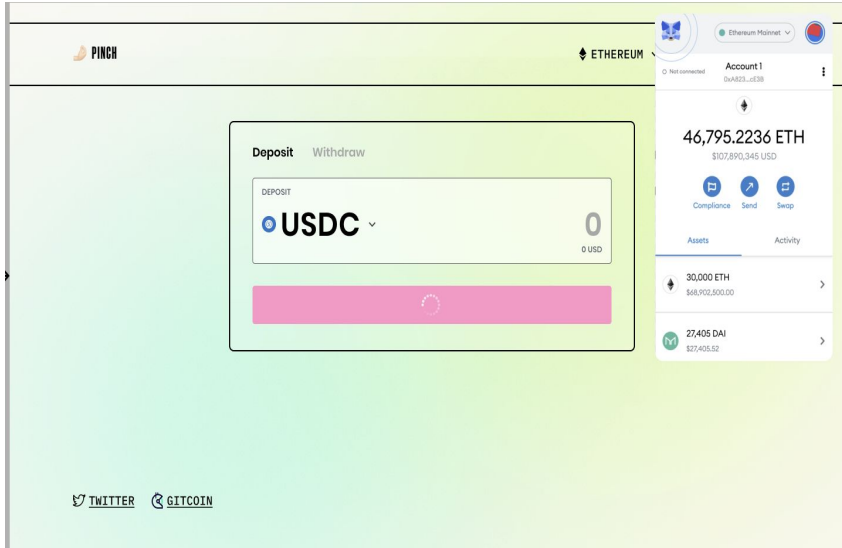 PINCH
ETHEREUM
Deposit Withdraw
DEPOSIT
USDC
0
0 USD
TWITTER GITCOIN
Ethereum Mainnet
Not connected
Account 1
0xA823...cE3B
46,795.2236 ETH
$107,890,345 USD
Compliance Send Swap
Assets Activity
30,000 ETH
$68,902,500.00
27,405 DAI
$27,405.52